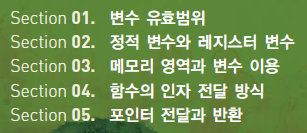 Section 01. 변수 유효범위
Section 02. 정적 변수와 레지스터 변수
Section 03. 메모리 영역과 변수 이용
Section 04. 함수의 인자 전달 방식
Section 05. 포인터 전달과 반환